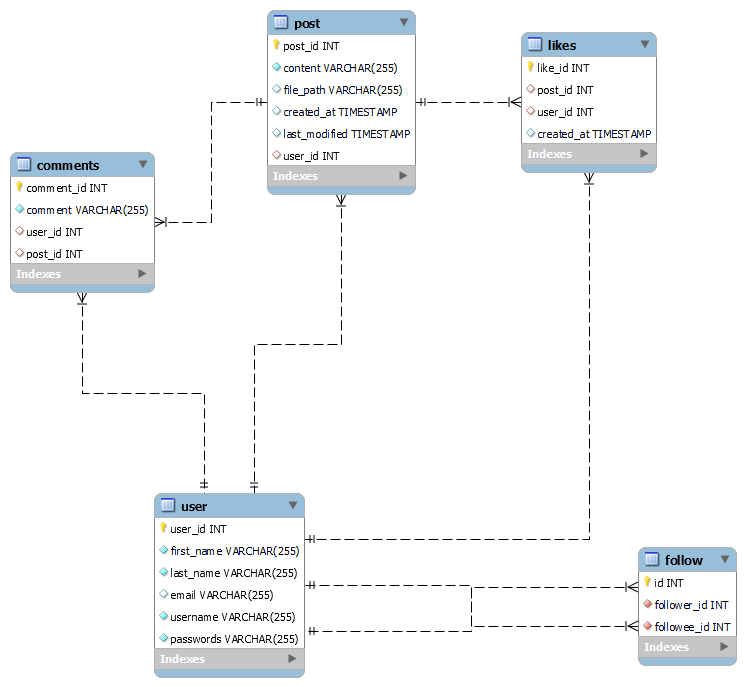 post
post_id INT
content VARCHAR(255)
file_path VARCHAR(255)
created_at TIMESTAMP
last_modified TIMESTAMP
user_id INT
Indexes
likes
like_id INT
post_id INT
user_id INT
created_at TIMESTAMP
Indexes
comments
comment_id INT
comment VARCHAR(255)
user_id INT
post_id INT
Indexes
user
user_id INT
first_name VARCHAR(255)
last_name VARCHAR(255)
email VARCHAR(255)
username VARCHAR(255)
passwords VARCHAR(255)
Indexes
follow
id INT
follower_id INT
followee_id INT
Indexes